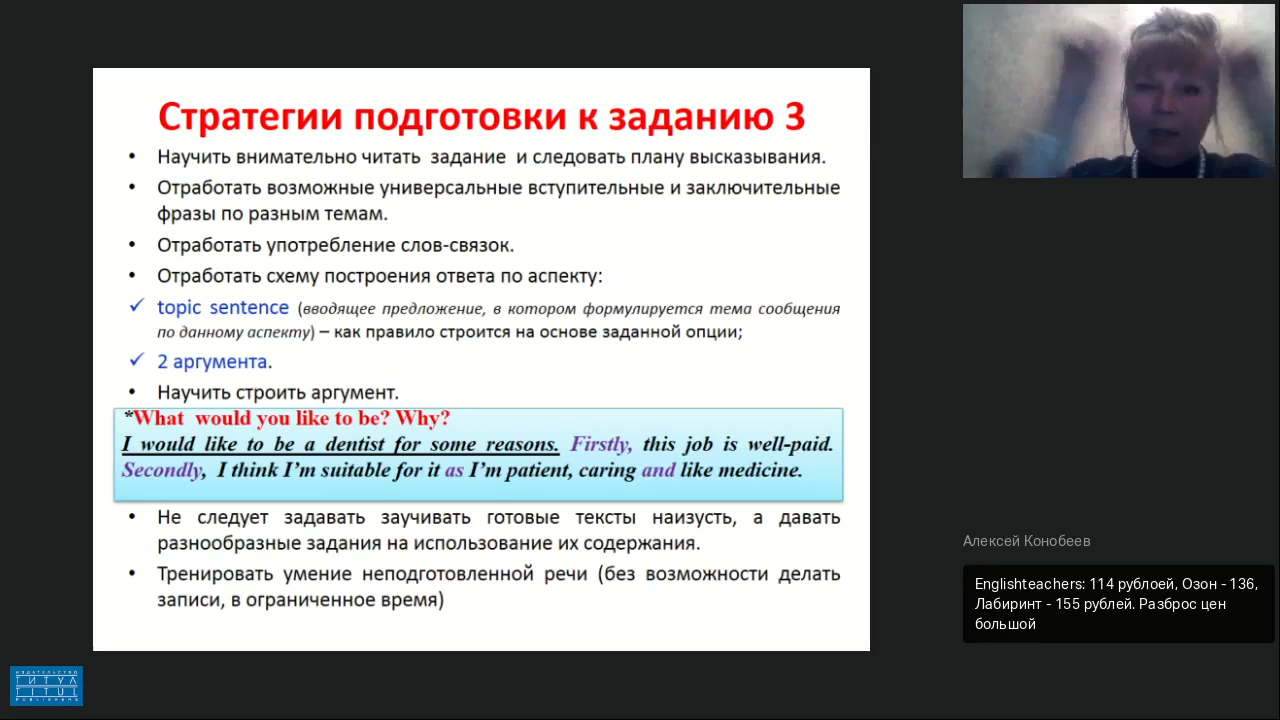 Стратегии подготовки к заданию 3
• Научить внимательно читать задание и следовать плану высказывания.
• Отработать возможные универсальные вступительные и заключительные
фразы по разным темам.
• Отработать употребление слов-связок.
• Отработать схему построения ответа по аспекту:
✓ topic sentence (вводящее предложение, в котором формулируется тема сообщения
по данному аспекту) – как правило строится на основе заданной опции;
✓ 2 аргумента.
• Научить строить аргумент.
*What would you like to be? Why?
I would like to be a dentist for some reasons. Firstly, this job is well-paid.
Secondly, I think I’m suitable for it as I’m patient, caring and like medicine.
• Не следует задавать заучивать готовые тексты наизусть, а давать
разнообразные задания на использование их содержания.
• Тренировать умение неподготовленной речи (без возможности делать
записи, в ограниченное время)
Алексей Конобеев
Englishteachers: 114 рублоей, Озон - 136,
Лабиринт - 155 рублей. Разброс цен
большой
ИЗДАТЕЛЬСТВО
ТИТУЛ
TITUL
PUBLISHERS